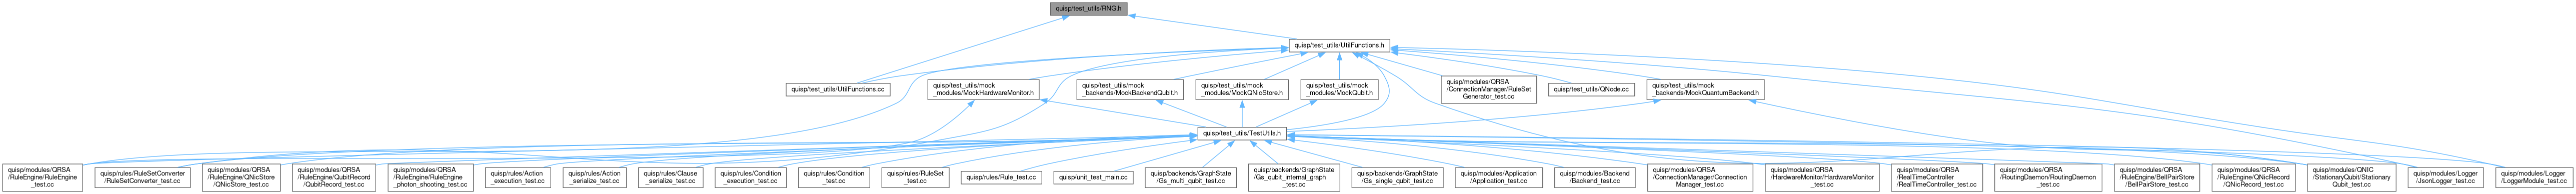 quisp/test_utils/RNG.h
quisp/test_utils/UtilFunctions.h
quisp/test_utils/UtilFunctions.cc
quisp/test_utils/mock
_modules/MockHardwareMonitor.h
quisp/test_utils/mock
_backends/MockBackendQubit.h
quisp/test_utils/mock
_modules/MockQNicStore.h
quisp/test_utils/mock
_modules/MockQubit.h
quisp/modules/QRSA
/ConnectionManager/RuleSet
Generator_test.cc
quisp/test_utils/QNode.cc
quisp/test_utils/mock
_backends/MockQuantumBackend.h
quisp/test_utils/TestUtils.h
quisp/modules/QRSA
/RuleEngine/RuleEngine
_test.cc
quisp/rules/RuleSetConverter
/RuleSetConverter_test.cc
quisp/modules/QRSA
/RuleEngine/QNicStore
/QNicStore_test.cc
quisp/modules/QRSA
/RuleEngine/QubitRecord
/QubitRecord_test.cc
quisp/modules/QRSA
/RuleEngine/RuleEngine
_photon_shooting_test.cc
quisp/rules/Action
_execution_test.cc
quisp/rules/Action
_serialize_test.cc
quisp/rules/Clause
_serialize_test.cc
quisp/rules/Condition
_execution_test.cc
quisp/rules/Condition
_test.cc
quisp/rules/RuleSet
_test.cc
quisp/rules/Rule_test.cc
quisp/unit_test_main.cc
quisp/backends/GraphState
/Gs_multi_qubit_test.cc
quisp/backends/GraphState
/Gs_qubit_internal_graph
_test.cc
quisp/backends/GraphState
/Gs_single_qubit_test.cc
quisp/modules/Application
/Application_test.cc
quisp/modules/Backend
/Backend_test.cc
quisp/modules/QRSA
/ConnectionManager/Connection
Manager_test.cc
quisp/modules/QRSA
/HardwareMonitor/HardwareMonitor
_test.cc
quisp/modules/QRSA
/RealTimeController
/RealTimeController_test.cc
quisp/modules/QRSA
/RoutingDaemon/RoutingDaemon
_test.cc
quisp/modules/QRSA
/RuleEngine/BellPairStore
/BellPairStore_test.cc
quisp/modules/QRSA
/RuleEngine/QNicRecord
/QNicRecord_test.cc
quisp/modules/QNIC
/StationaryQubit/Stationary
Qubit_test.cc
quisp/modules/Logger
/JsonLogger_test.cc
quisp/modules/Logger
/LoggerModule_test.cc